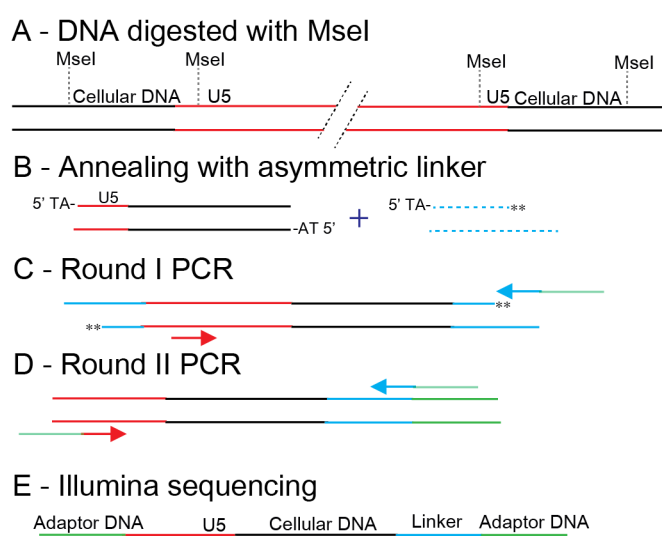 A - DNA digested with MseI
MseI MseI MseI MseI
Cellular DNA U5 U5 Cellular DNA
B - Annealing with asymmetric linker
5' TA- U5 -AT 5' + 5' TA- **
C - Round I PCR
**
**
D - Round II PCR
E - Illumina sequencing
Adaptor DNA U5 Cellular DNA Linker Adaptor DNA